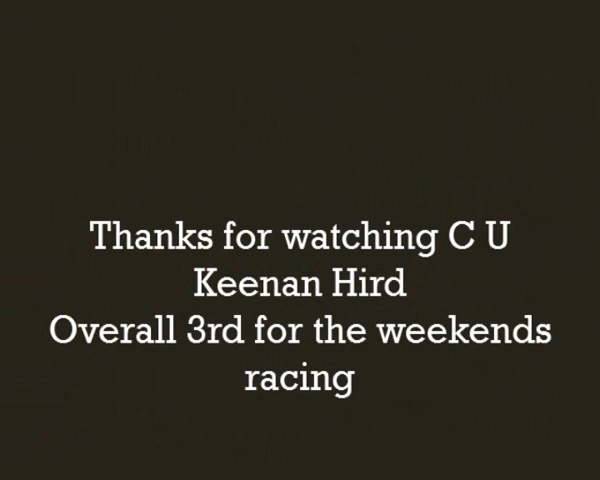 Thanks for watching C U
Keenan Hird
Overall 3rd for the weekends
racing